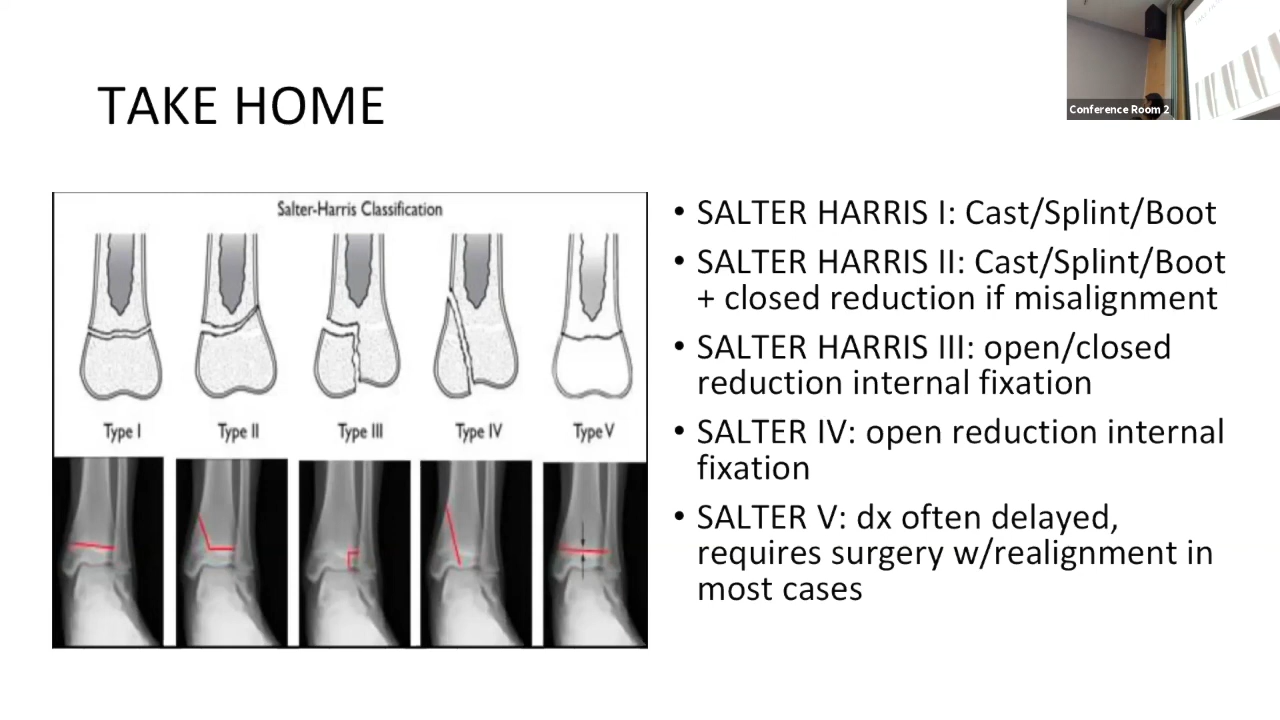 TAKE HOME
Conference Room 2
Salter-Harris Classification
Type I
Type II
Type III
Type IV
Type V
• SALTER HARRIS I: Cast/Splint/Boot
• SALTER HARRIS II: Cast/Splint/Boot
+ closed reduction if misalignment
• SALTER HARRIS III: open/closed
reduction internal fixation
• SALTER IV: open reduction internal
fixation
• SALTER V: dx often delayed,
requires surgery w/realignment in
most cases